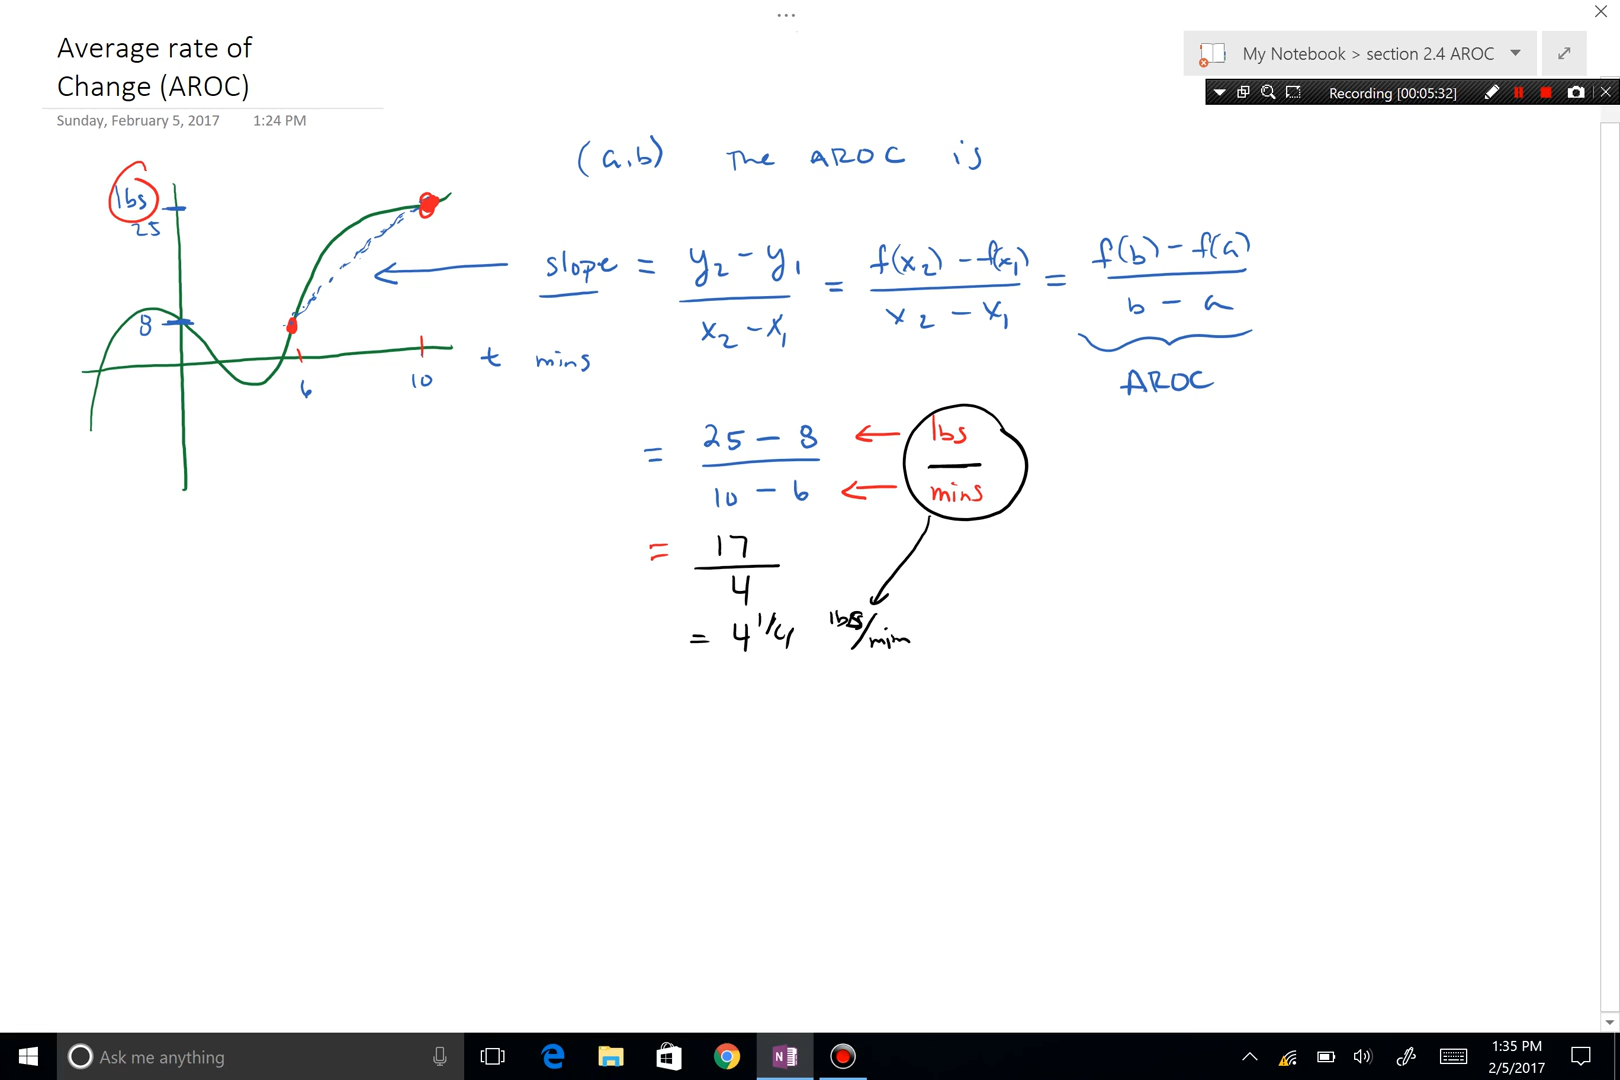 ...
Average rate of
Change (AROC)
Sunday, February 5, 2017 1:24 PM
My Notebook > section 2.4 AROC
Recording [00:05:32]
(a,b) The AROC is
lbs
25
8
6
10
t mins
slope = y₂ - y₁ / x₂ - x₁ = f(x₂) - f(x₁) / x₂ - x₁ = f(b) - f(a) / b - a
AROC
= 25 - 8 / 10 - 6 ← lbs / ← mins
= 17 / 4
= 4 1/4 lbs/min
Ask me anything
N
1:35 PM
2/5/2017